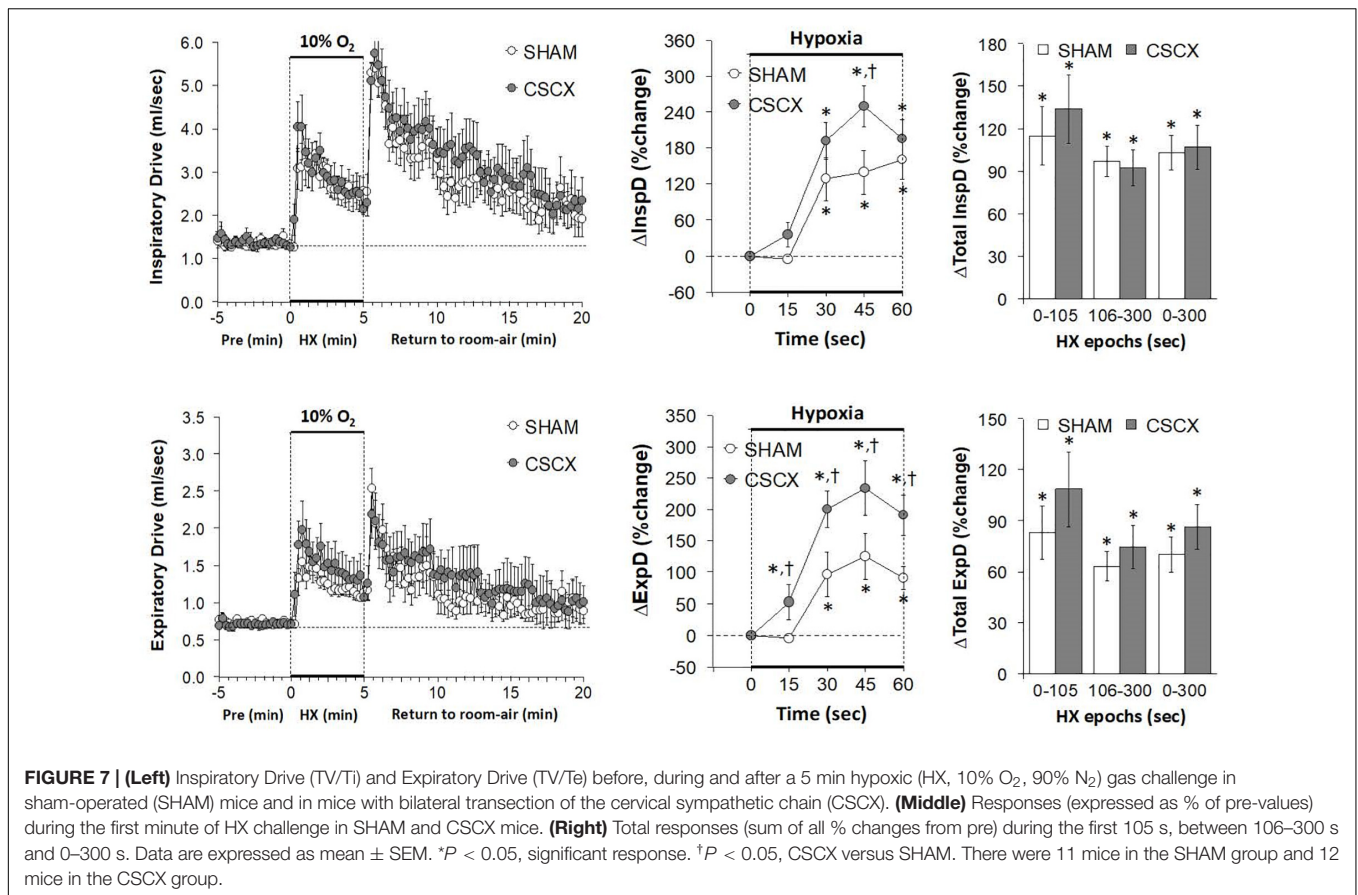 10% O2
SHAM
CSCX
Inspiratory Drive (ml/sec)
6.0
5.0
4.0
3.0
2.0
1.0
0.0
-5 0 5 10 15 20
Pre (min) HX (min) Return to room-air (min)
Hypoxia
SHAM
CSCX
*,†
* *
* * *
ΔInspD (%change)
360
300
240
180
120
60
0
-60
0 15 30 45 60
Time (sec)
SHAM CSCX
* * * * * *
ΔTotal InspD (%change)
180
150
120
90
60
30
0
0-105 106-300 0-300
HX epochs (sec)
10% O2
SHAM
CSCX
Expiratory Drive (ml/sec)
3.5
3.0
2.5
2.0
1.5
1.0
0.5
0.0
-5 0 5 10 15 20
Pre (min) HX (min) Return to room-air (min)
Hypoxia
SHAM
CSCX
*,† *,† *,† *,†
* * *
ΔExpD (%change)
350
300
250
200
150
100
50
0
-50
0 15 30 45 60
Time (sec)
SHAM CSCX
* * * * * *
ΔTotal ExpD (%change)
150
120
90
60
30
0
0-105 106-300 0-300
HX epochs (sec)
FIGURE 7 | (Left) Inspiratory Drive (TV/Ti) and Expiratory Drive (TV/Te) before, during and after a 5 min hypoxic (HX, 10% O2, 90% N2) gas challenge in
sham-operated (SHAM) mice and in mice with bilateral transection of the cervical sympathetic chain (CSCX). (Middle) Responses (expressed as % of pre-values)
during the first minute of HX challenge in SHAM and CSCX mice. (Right) Total responses (sum of all % changes from pre) during the first 105 s, between 106–300 s
and 0–300 s. Data are expressed as mean ± SEM. *P < 0.05, significant response. †P < 0.05, CSCX versus SHAM. There were 11 mice in the SHAM group and 12
mice in the CSCX group.